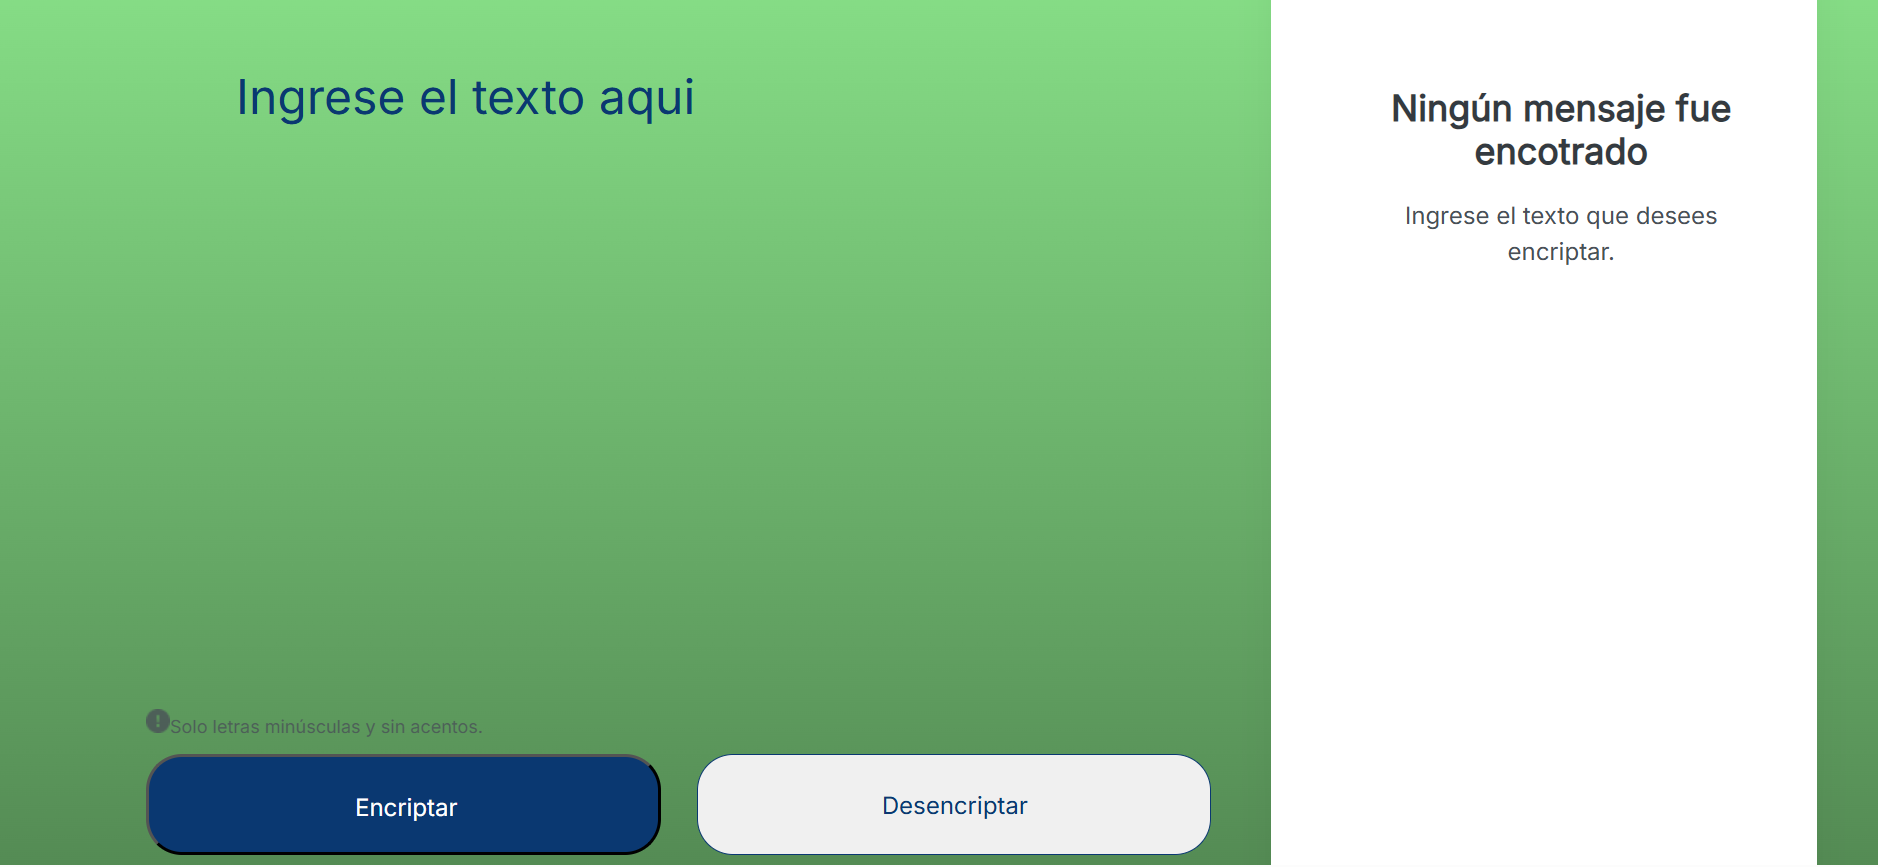 Ingrese el texto aqui
Ningún mensaje fue
encotrado
Ingrese el texto que desees
encriptar.
Solo letras minúsculas y sin acentos.
Encriptar
Desencriptar